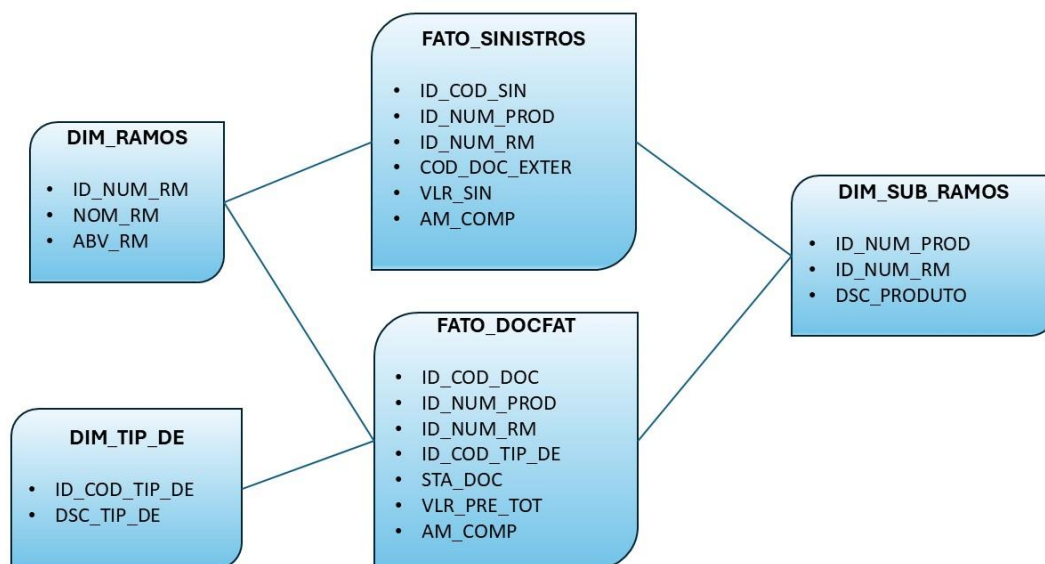 DIM_RAMOS
• ID_NUM_RM
• NOM_RM
• ABV_RM
FATO_SINISTROS
• ID_COD_SIN
• ID_NUM_PROD
• ID_NUM_RM
• COD_DOC_EXTER
• VLR_SIN
• AM_COMP
DIM_SUB_RAMOS
• ID_NUM_PROD
• ID_NUM_RM
• DSC_PRODUTO
DIM_TIP_DE
• ID_COD_TIP_DE
• DSC_TIP_DE
FATO_DOCFAT
• ID_COD_DOC
• ID_NUM_PROD
• ID_NUM_RM
• ID_COD_TIP_DE
• STA_DOC
• VLR_PRE_TOT
• AM_COMP